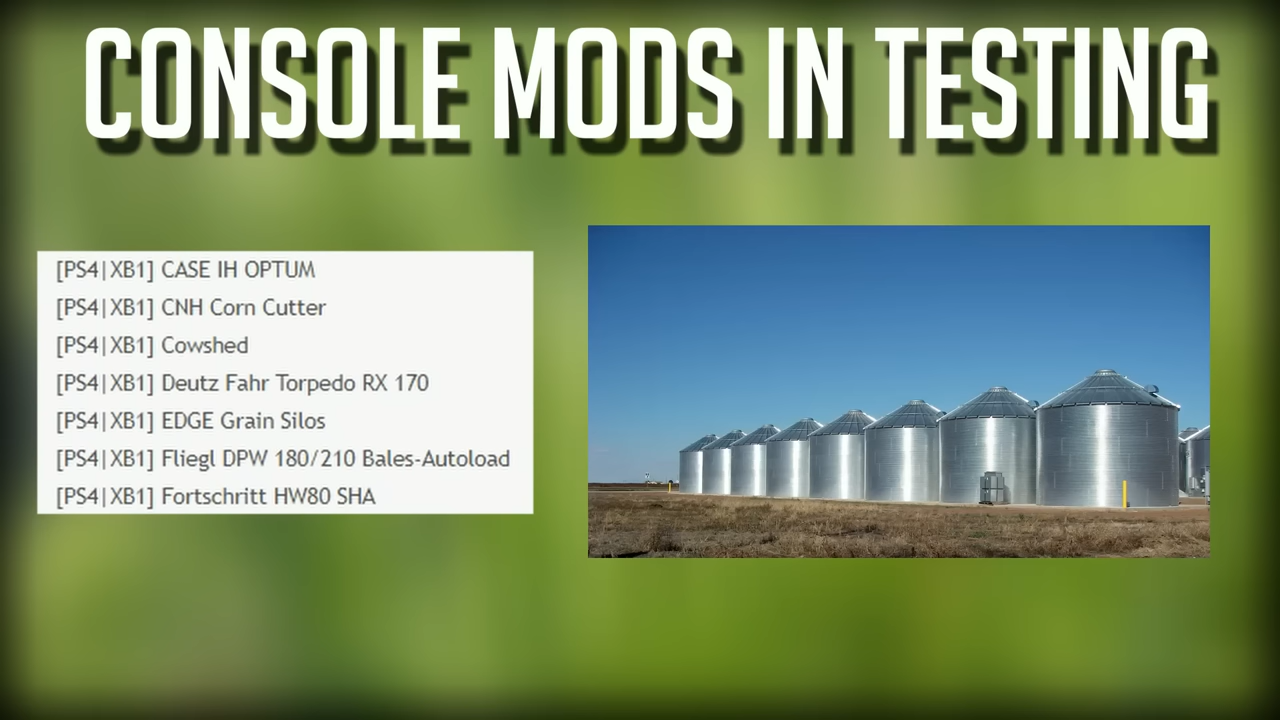 CONSOLE MODS IN TESTING
[PS4|XB1] CASE IH OPTUM
[PS4|XB1] CNH Corn Cutter
[PS4|XB1] Cowshed
[PS4|XB1] Deutz Fahr Torpedo RX 170
[PS4|XB1] EDGE Grain Silos
[PS4|XB1] Fliegl DPW 180/210 Bales-Autoload
[PS4|XB1] Fortschritt HW80 SHA